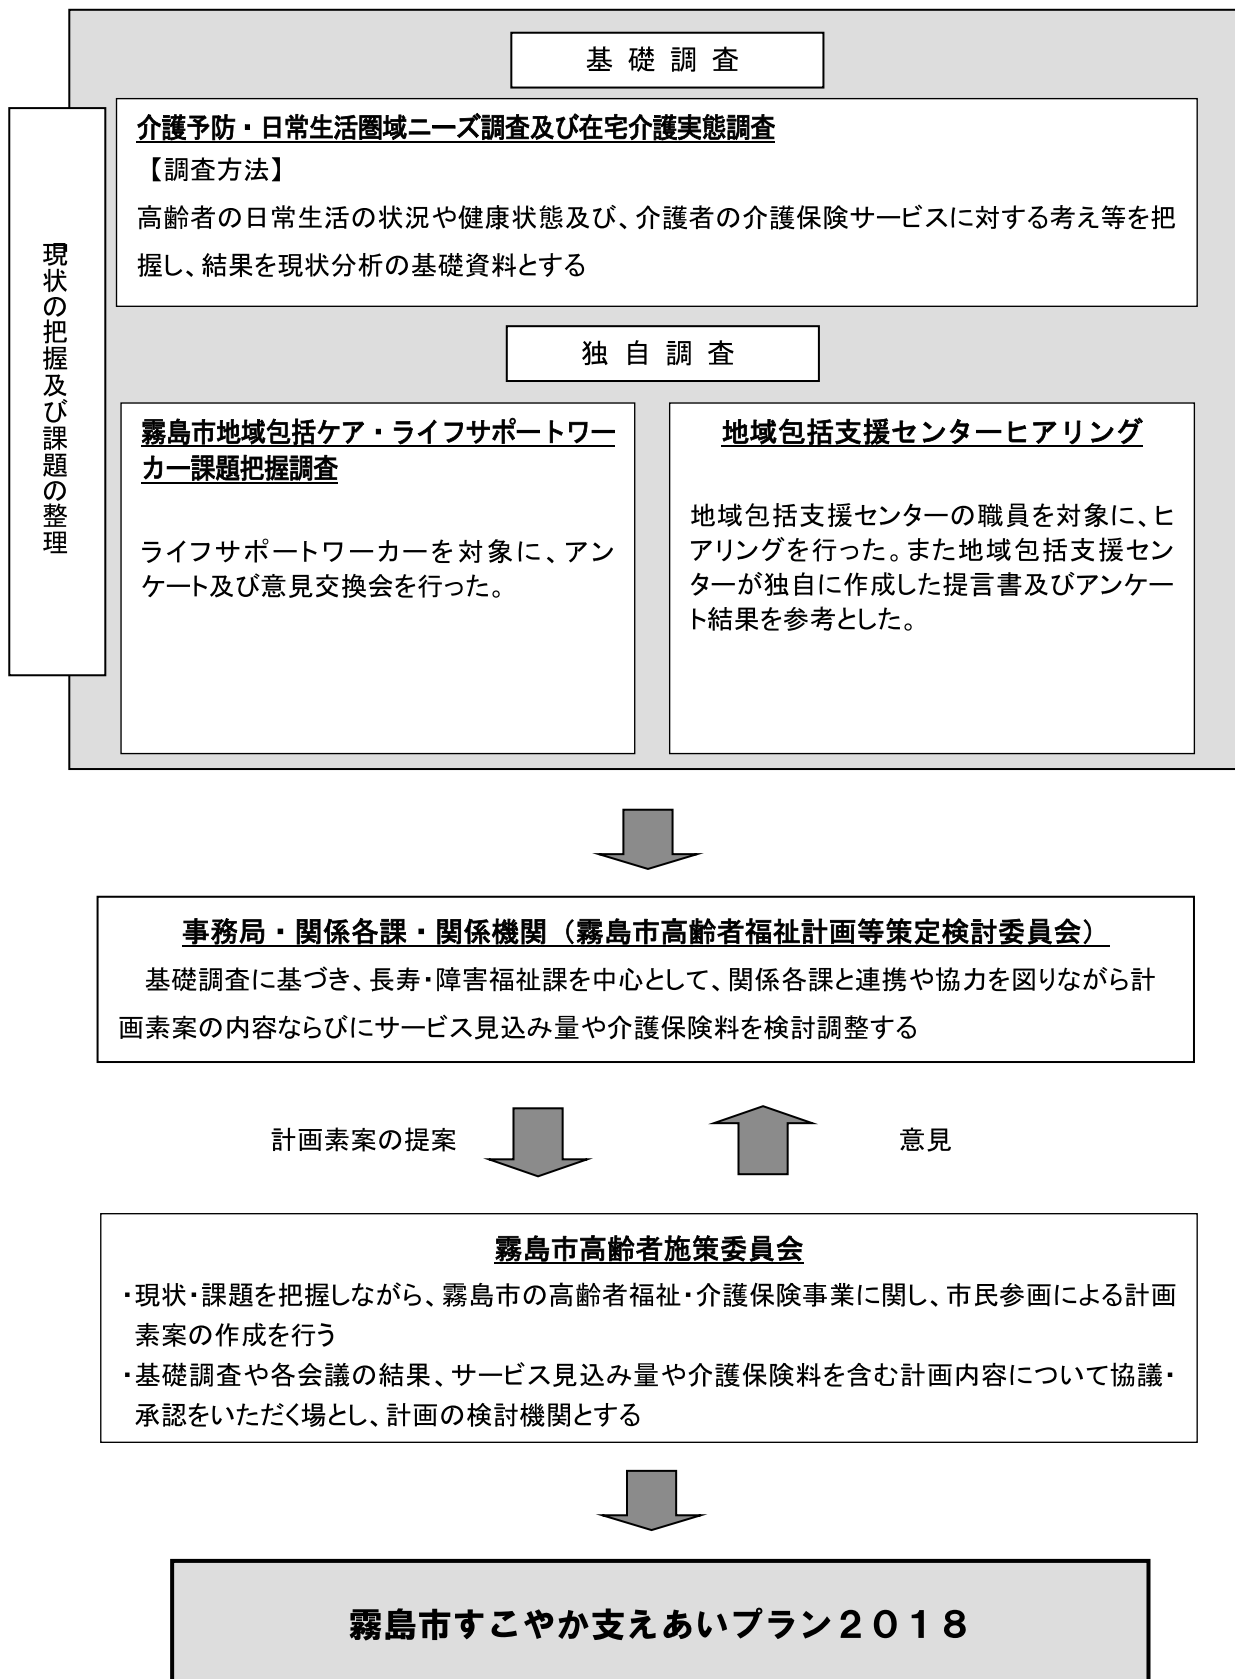 基礎調査
介護予防・日常生活圏域ニーズ調査及び在宅介護実態調査
【調査方法】
高齢者の日常生活の状況や健康状態及び、介護者の介護保険サービスに対する考え等を把
握し、結果を現状分析の基礎資料とする
現状の把握及び課題の整理
独自調査
霧島市地域包括ケア・ライフサポートワー
カー課題把握調査
ライフサポートワーカーを対象に、アン
ケート及び意見交換会を行った。
地域包括支援センターヒアリング
地域包括支援センターの職員を対象に、ヒ
アリングを行った。また地域包括支援セン
ターが独自に作成した提言書及びアンケー
ト結果を参考とした。
事務局・関係各課・関係機関（霧島市高齢者福祉計画等策定検討委員会）
基礎調査に基づき、長寿・障害福祉課を中心として、関係各課と連携や協力を図りながら計
画素案の内容ならびにサービス見込み量や介護保険料を検討調整する
計画素案の提案
意見
霧島市高齢者施策委員会
・現状・課題を把握しながら、霧島市の高齢者福祉・介護保険事業に関し、市民参画による計画
素案の作成を行う
・基礎調査や各会議の結果、サービス見込み量や介護保険料を含む計画内容について協議・
承認をいただく場とし、計画の検討機関とする
霧島市すこやか支えあいプラン２０１８